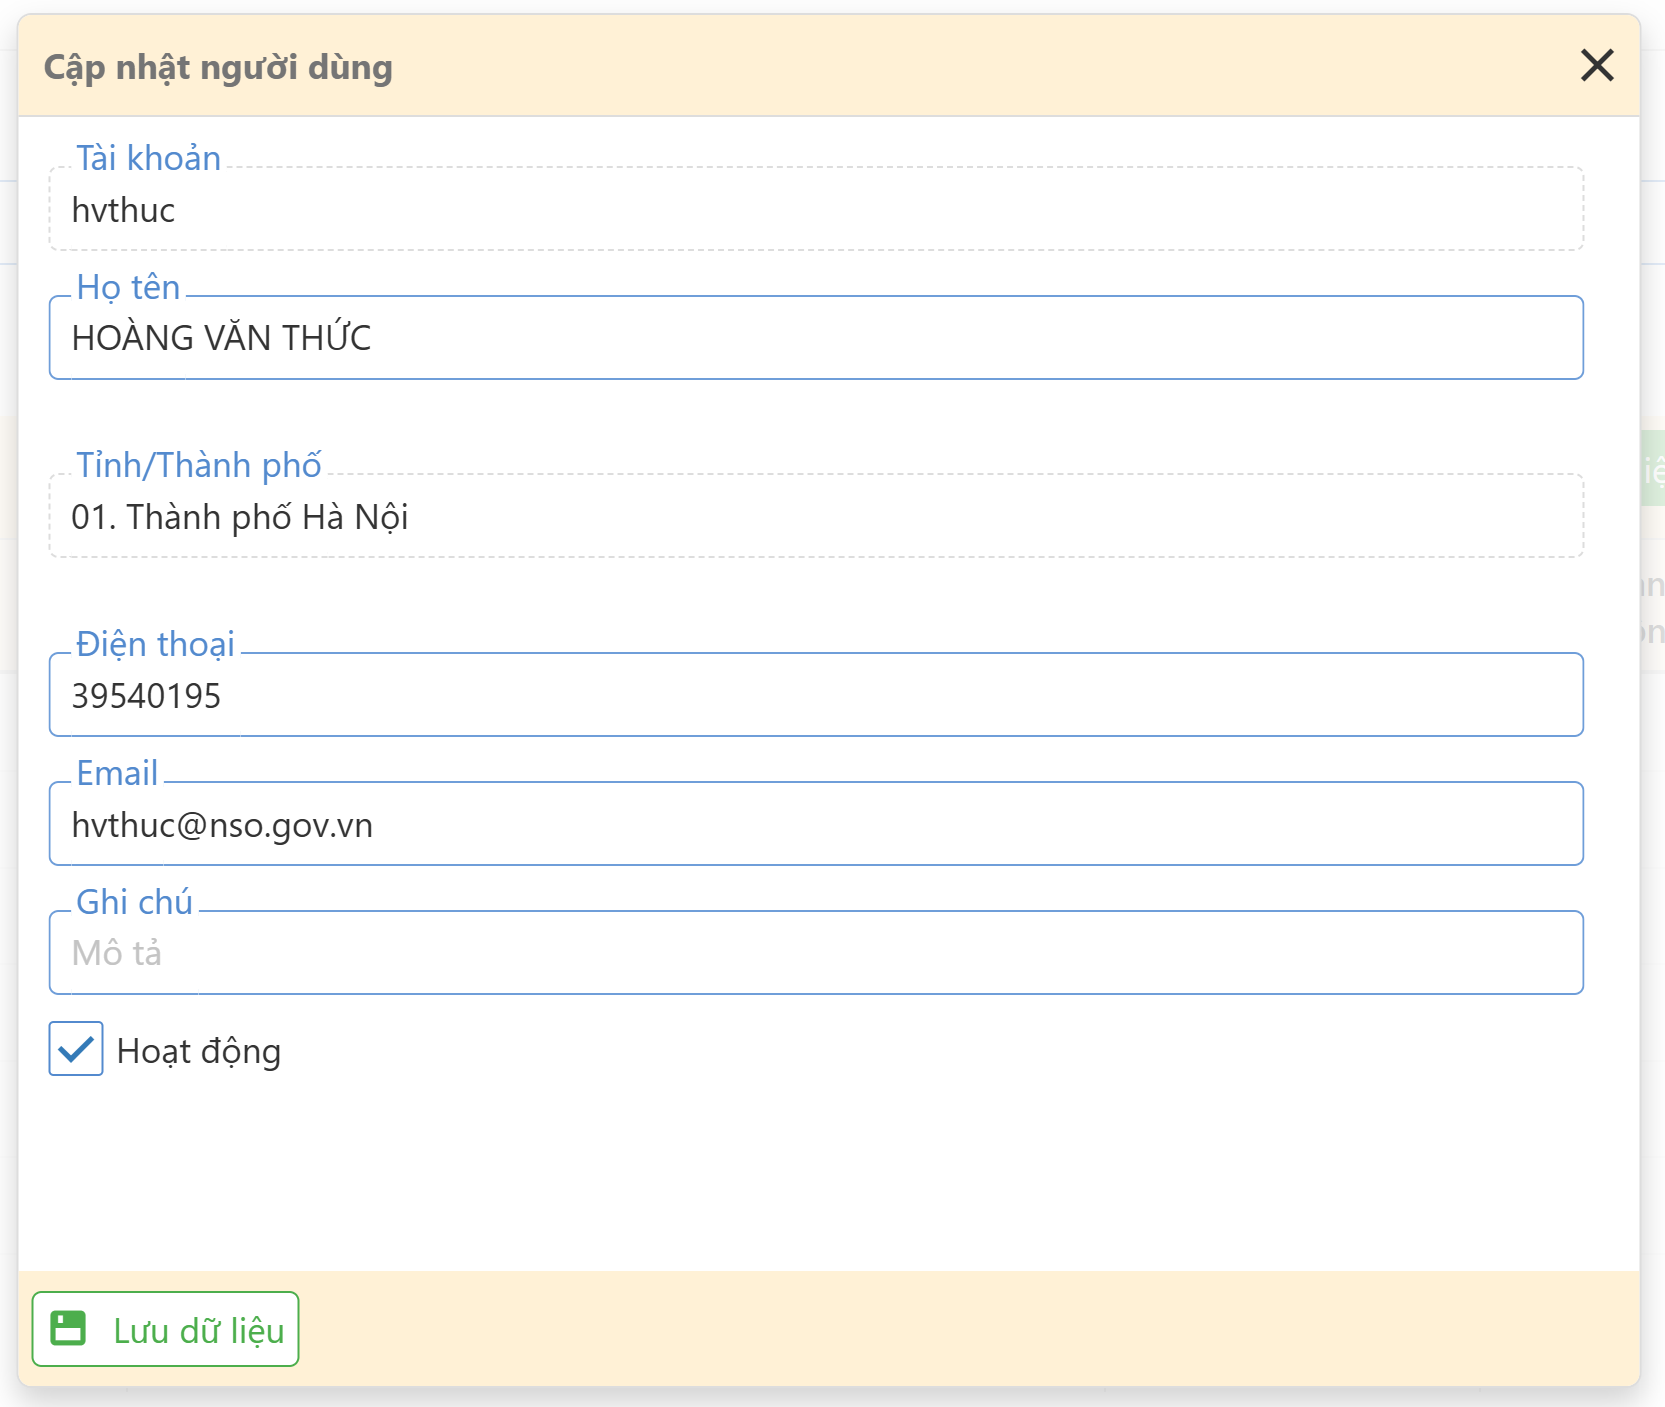 Cập nhật người dùng
Tài khoản
hvthuc
Họ tên
HOÀNG VĂN THỨC
Tỉnh/Thành phố
01. Thành phố Hà Nội
Điện thoại
39540195
Email
hvthuc@nso.gov.vn
Ghi chú
Mô tả
Hoạt động
Lưu dữ liệu